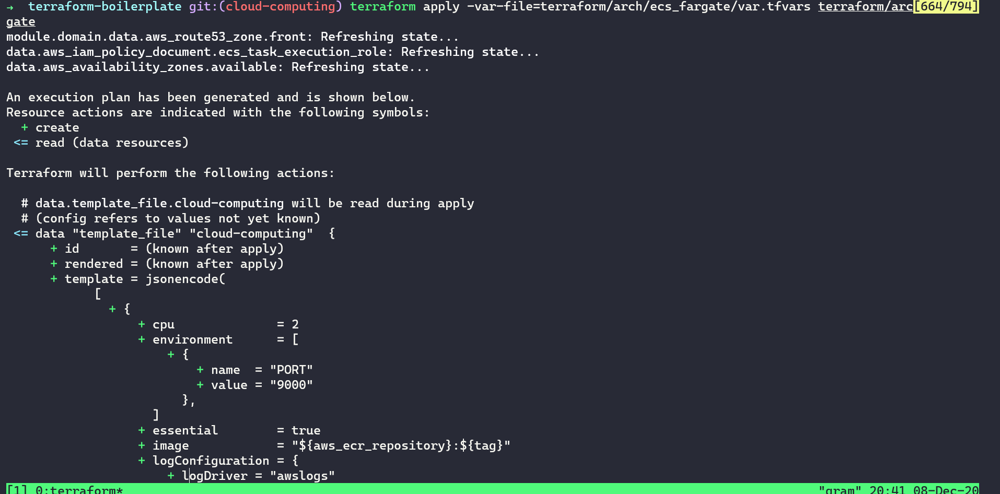 →  terraform-boilerplate git:(cloud-computing) terraform apply -var-file=terraform/arch/ecs_fargate/var.tfvars terraform/arc[664/794]
gate
module.domain.data.aws_route53_zone.front: Refreshing state...
data.aws_iam_policy_document.ecs_task_execution_role: Refreshing state...
data.aws_availability_zones.available: Refreshing state...

An execution plan has been generated and is shown below.
Resource actions are indicated with the following symbols:
  + create
 <= read (data resources)

Terraform will perform the following actions:

  # data.template_file.cloud-computing will be read during apply
  # (config refers to values not yet known)
 <= data "template_file" "cloud-computing"  {
      + id       = (known after apply)
      + rendered = (known after apply)
      + template = jsonencode(
            [
              + {
                  + cpu              = 2
                  + environment      = [
                      + {
                          + name  = "PORT"
                          + value = "9000"
                        },
                    ]
                  + essential        = true
                  + image            = "${aws_ecr_repository}:${tag}"
                  + logConfiguration = {
                      + logDriver = "awslogs"
[1] 0:terraform* "gram" 20:41 08-Dec-20